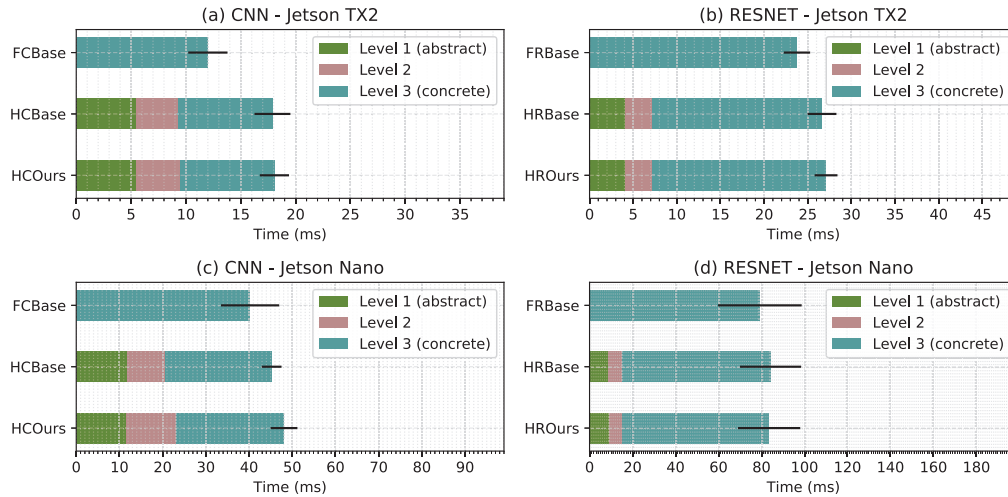 (a) CNN - Jetson TX2
FCBase
HCBase
HCOurs
Level 1 (abstract)
Level 2
Level 3 (concrete)
0 5 10 15 20 25 30 35
Time (ms)
(b) RESNET - Jetson TX2
FRBase
HRBase
HROurs
Level 1 (abstract)
Level 2
Level 3 (concrete)
0 5 10 15 20 25 30 35 40 45
Time (ms)
(c) CNN - Jetson Nano
FCBase
HCBase
HCOurs
Level 1 (abstract)
Level 2
Level 3 (concrete)
0 10 20 30 40 50 60 70 80 90
Time (ms)
(d) RESNET - Jetson Nano
FRBase
HRBase
HROurs
Level 1 (abstract)
Level 2
Level 3 (concrete)
0 20 40 60 80 100 120 140 160 180
Time (ms)